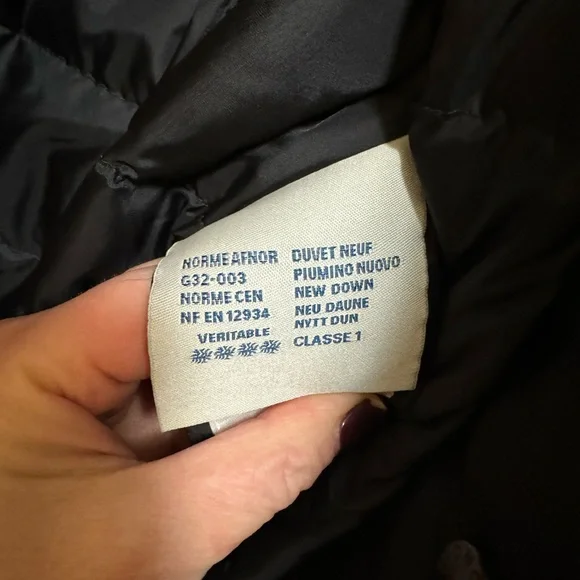 NORME AFNOR
G32-003
NORME CEN
NF EN 12934
VERITABLE
DUVET NEUF
PIUMINO NUOVO
NEW DOWN
NEU DAUNE
NYTT DUN
CLASSE 1